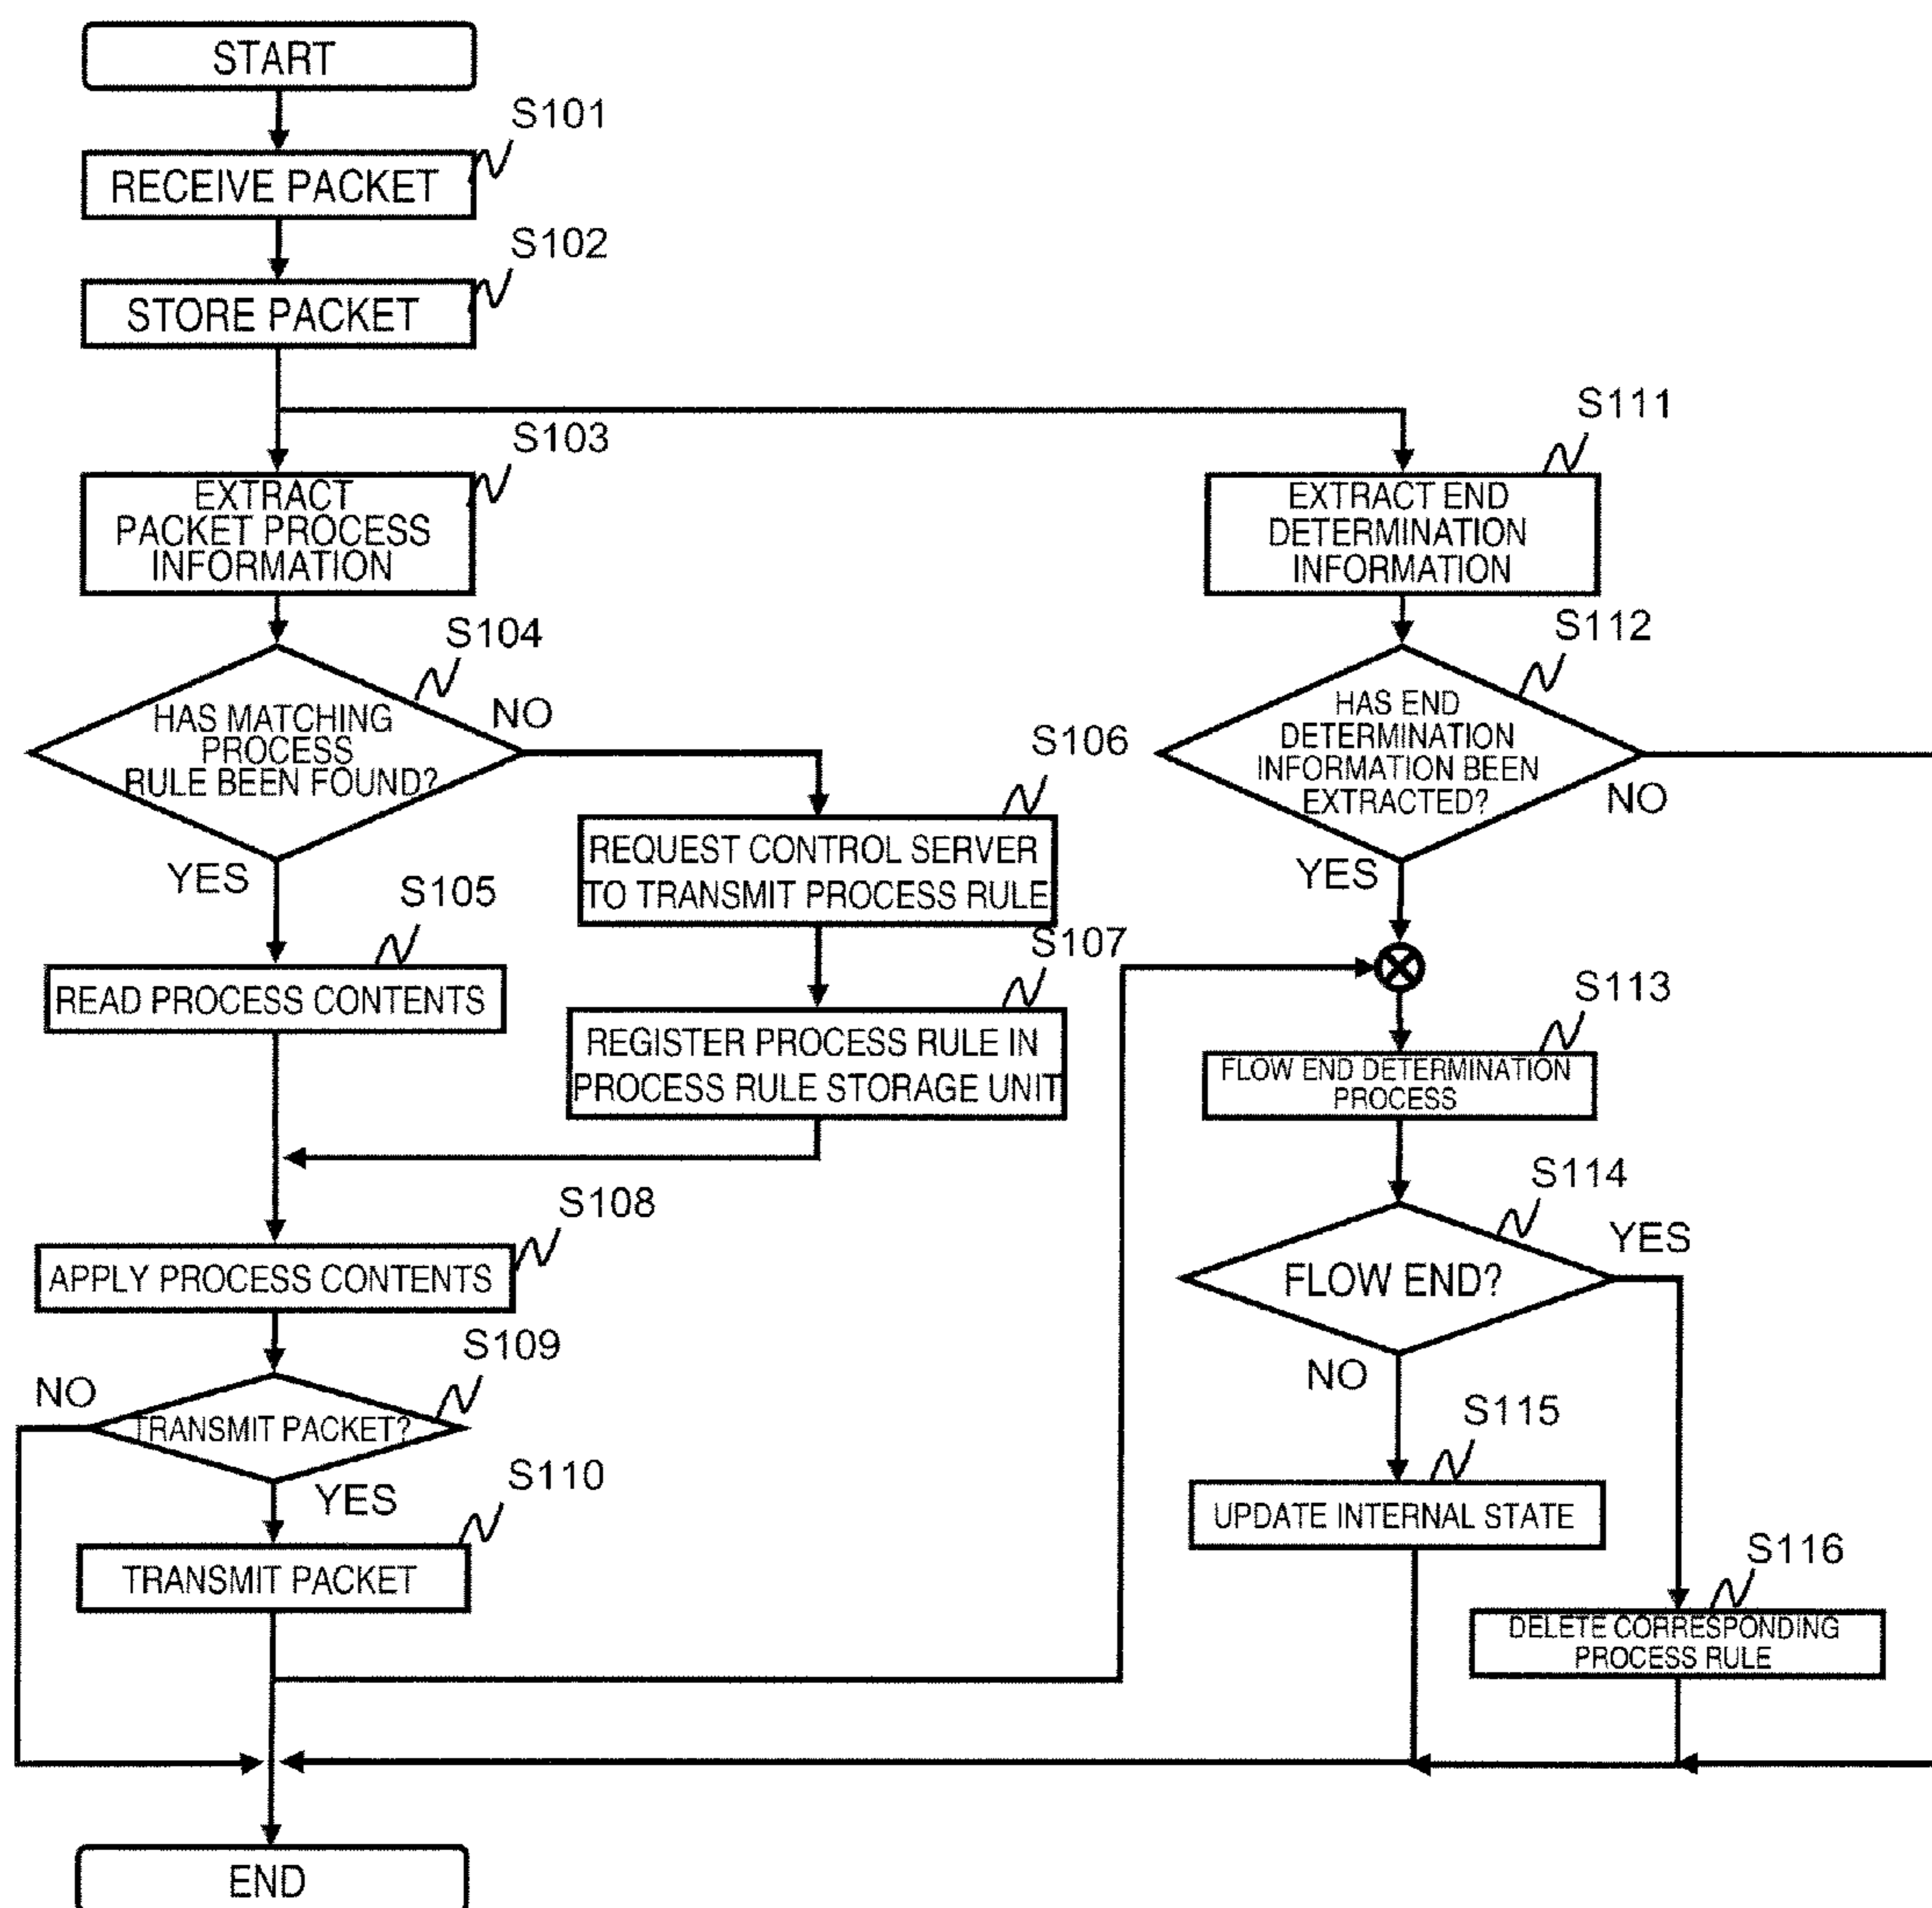 START
S101
RECEIVE PACKET
S102
STORE PACKET
S103
EXTRACT
PACKET PROCESS
INFORMATION
S104
HAS MATCHING
PROCESS
RULE BEEN FOUND?
NO
YES
S105
READ PROCESS CONTENTS
S106
REQUEST CONTROL SERVER
TO TRANSMIT PROCESS RULE
S107
REGISTER PROCESS RULE IN
PROCESS RULE STORAGE UNIT
S108
APPLY PROCESS CONTENTS
S109
NO
TRANSMIT PACKET?
YES
S110
TRANSMIT PACKET
END
S111
EXTRACT END
DETERMINATION
INFORMATION
S112
HAS END
DETERMINATION
INFORMATION BEEN
EXTRACTED?
NO
YES
S113
FLOW END DETERMINATION
PROCESS
S114
YES
FLOW END?
NO
S115
UPDATE INTERNAL STATE
S116
DELETE CORRESPONDING
PROCESS RULE